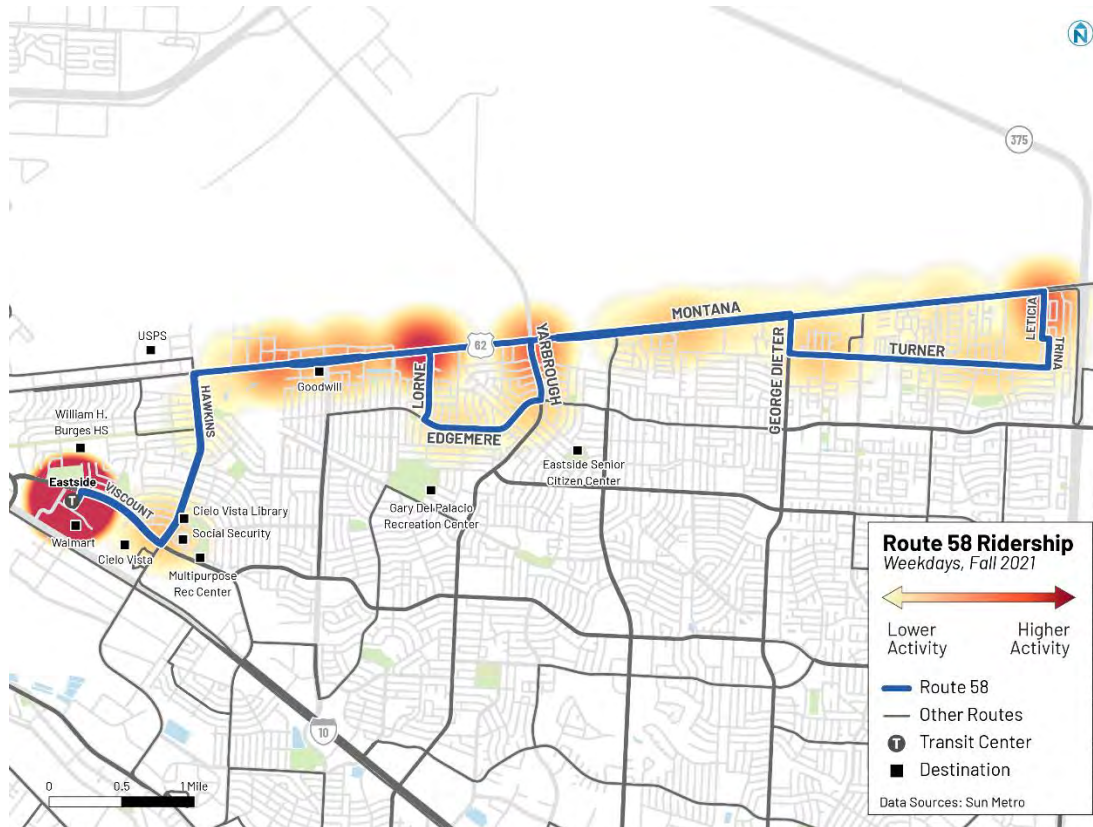 N
375
MONTANA
LETICIA
YARBROUGH
62
USPS
TURNER
TRINA
GEORGE DIETER
LORNE
Goodwill
HAWKINS
William H.
Burges HS
EDGEMERE
Eastside Senior
Citizen Center
Eastside
T
VISCOUNT
Gary Del Palacio
Recreation Center
Cielo Vista Library
Social Security
Walmart
Cielo Vista
Multipurpose
Rec Center
10
0 0.5 1 Mile
Route 58 Ridership
Weekdays, Fall 2021
Lower
Activity
Higher
Activity
Route 58
Other Routes
T Transit Center
Destination
Data Sources: Sun Metro